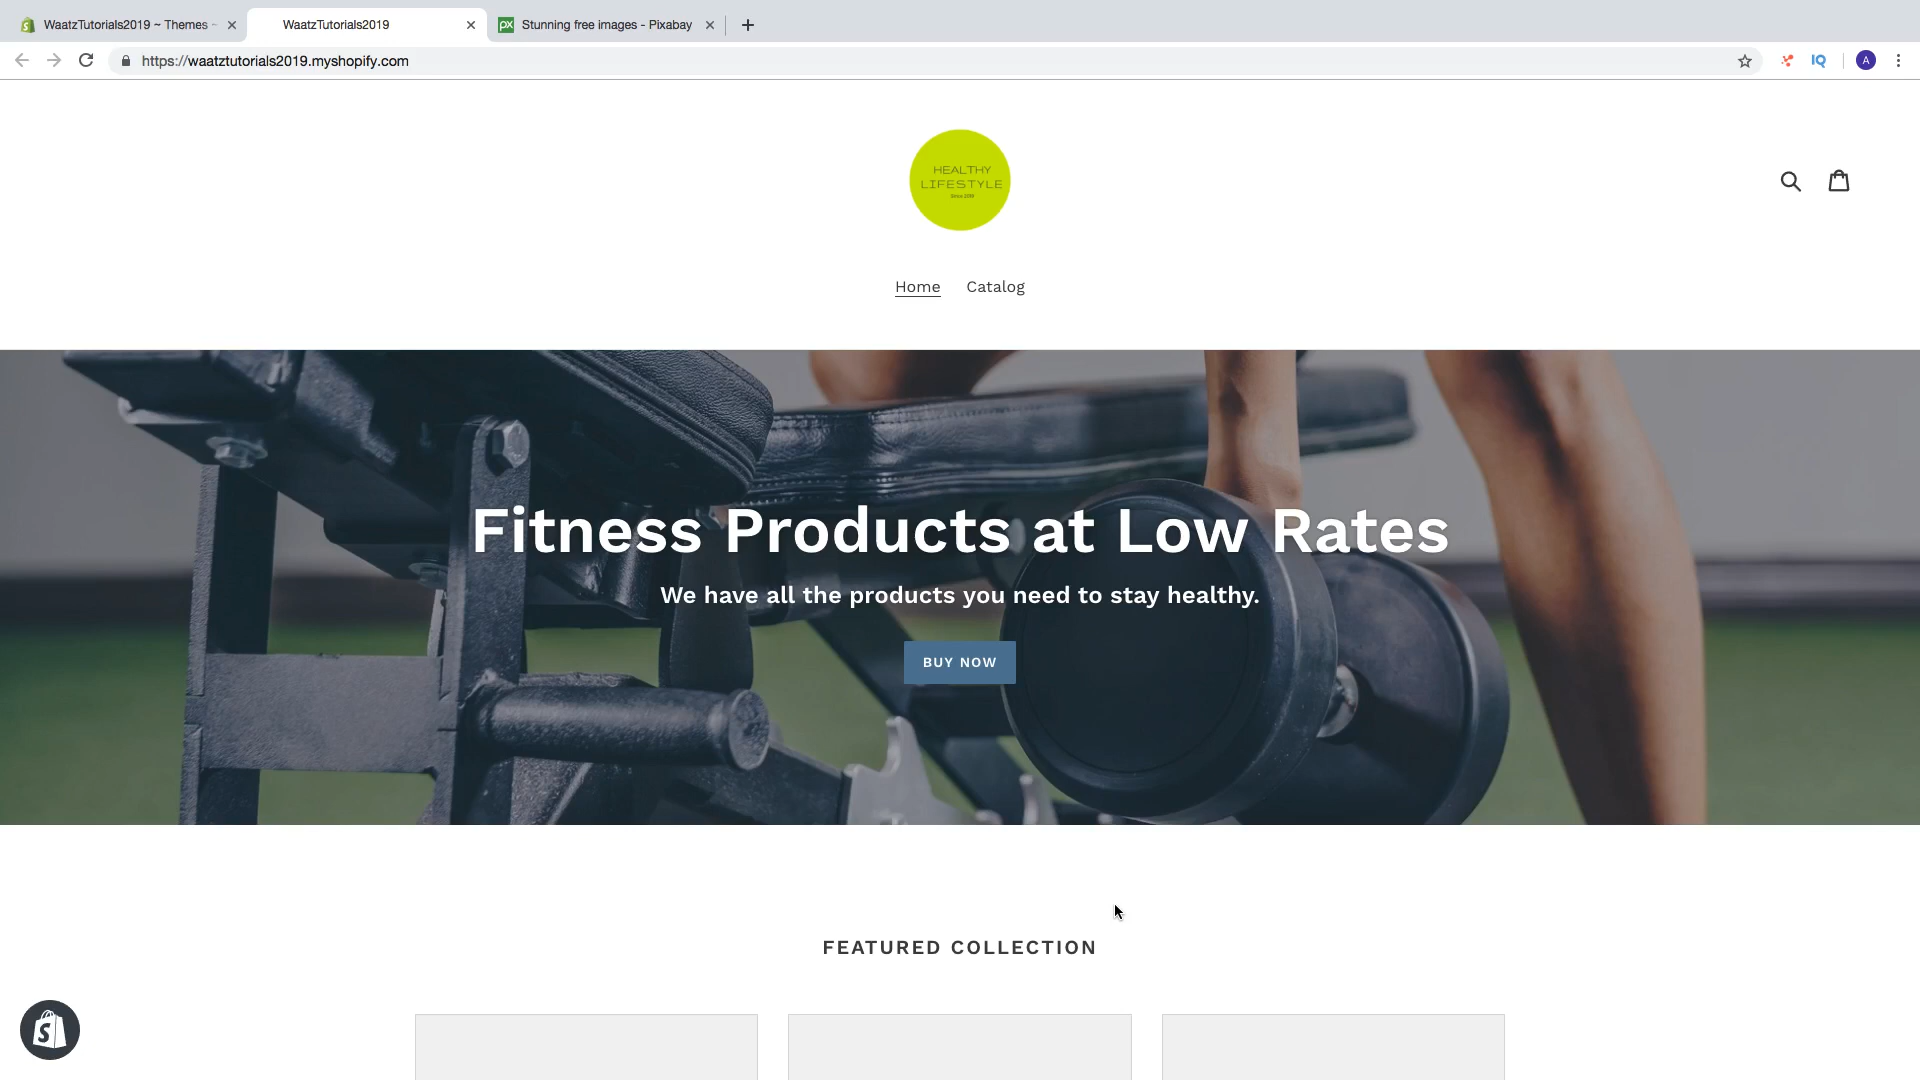 WaatzTutorials2019 ~ Themes ~
WaatzTutorials2019
Stunning free images - Pixabay
https://waatztutorials2019.myshopify.com
IQ
A
HEALTHY
LIFESTYLE
Since 2019
Home Catalog
Fitness Products at Low Rates
We have all the products you need to stay healthy.
BUY NOW
FEATURED COLLECTION